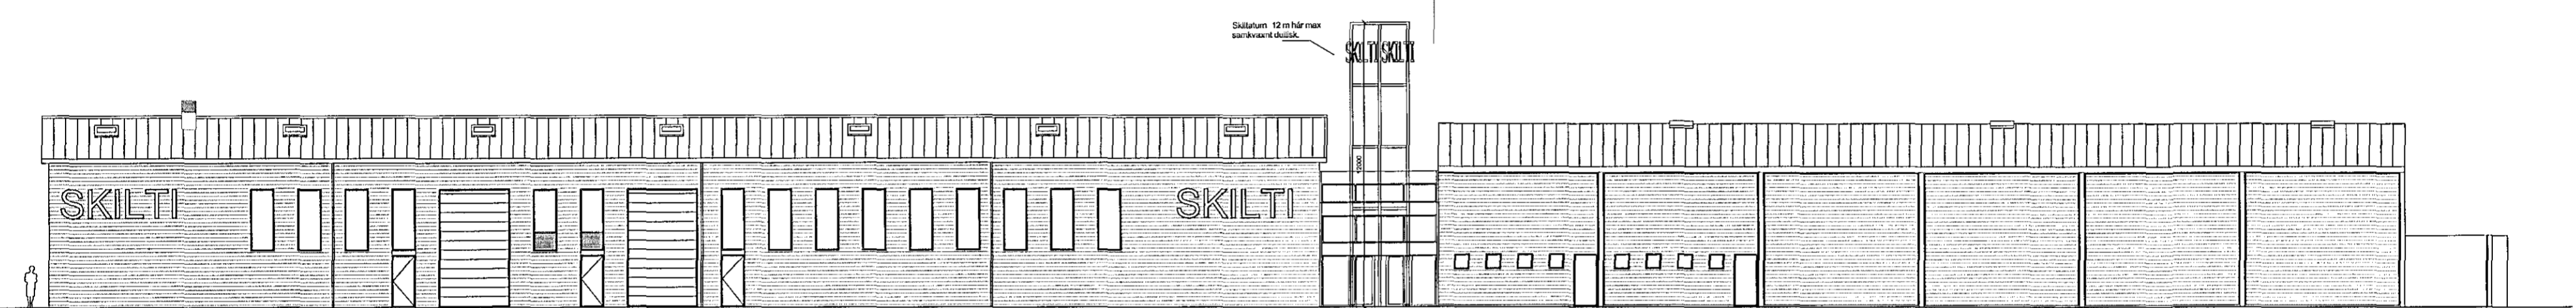 Skiltaturn 12 m hár max
samkvæmt deilisk.
SKILTI SKILTI
12000
SKILTI
SKILTI